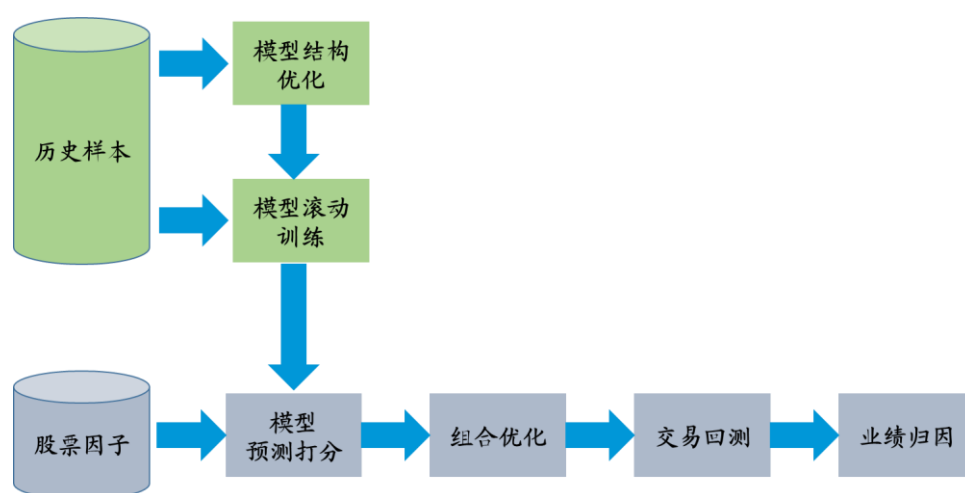 模型结构
优化
历史样本
模型滚动
训练
股票因子
模型
预测打分
组合优化
交易回测
业绩归因